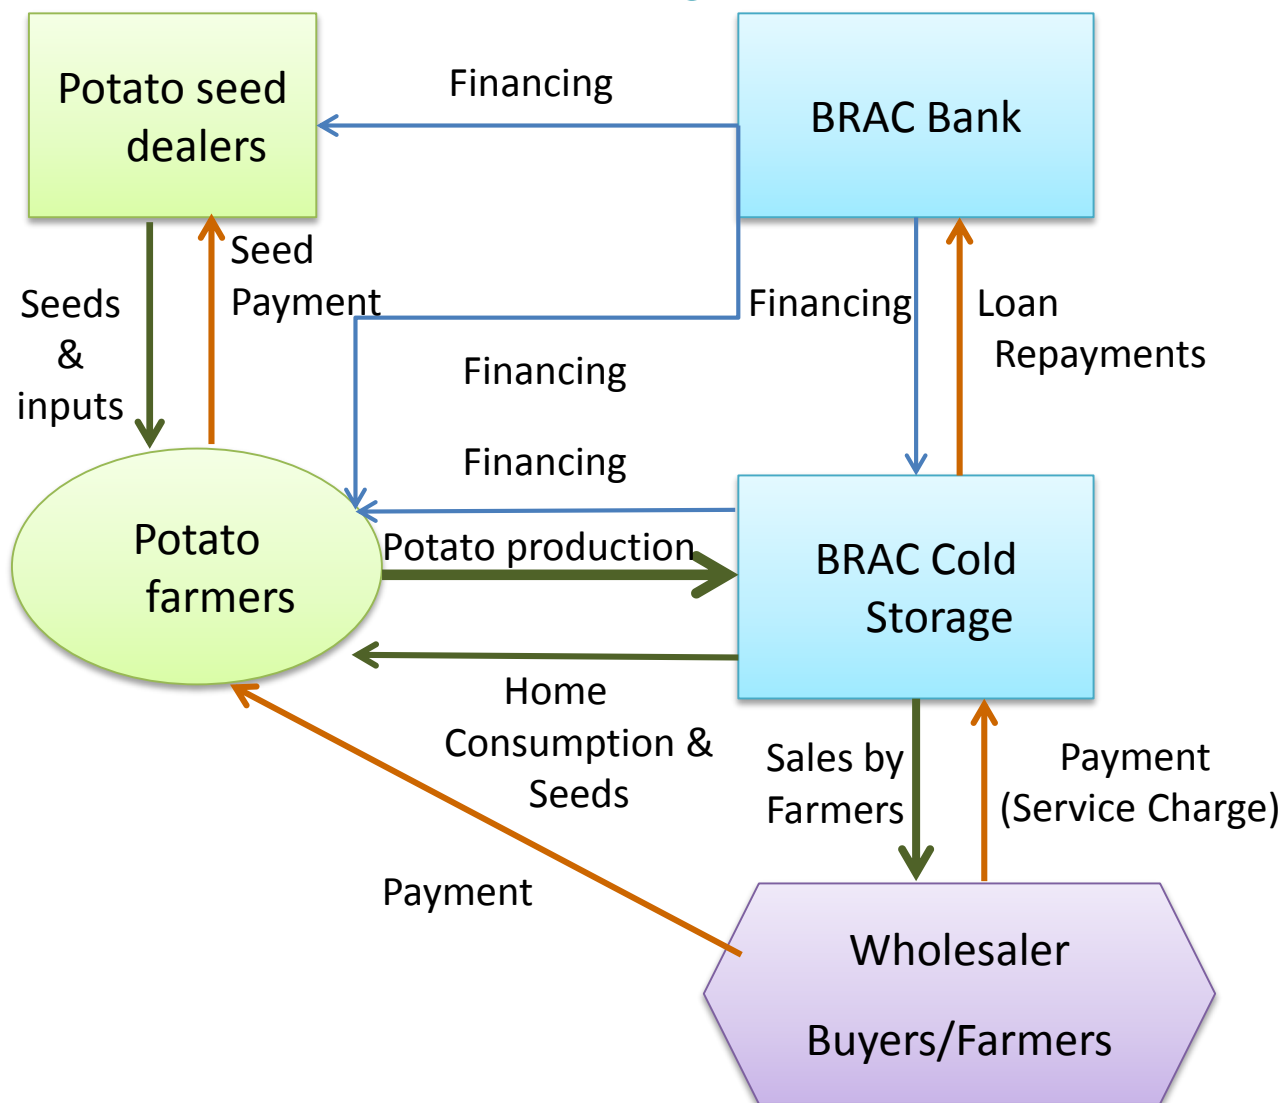 Potato seed
dealers
Financing
BRAC Bank
Seed
Payment
Seeds
&
inputs
Financing
Loan
Repayments
Financing
Financing
Potato
farmers
Potato production
BRAC Cold
Storage
Home
Consumption &
Seeds
Sales by
Farmers
Payment
(Service Charge)
Payment
Wholesaler
Buyers/Farmers